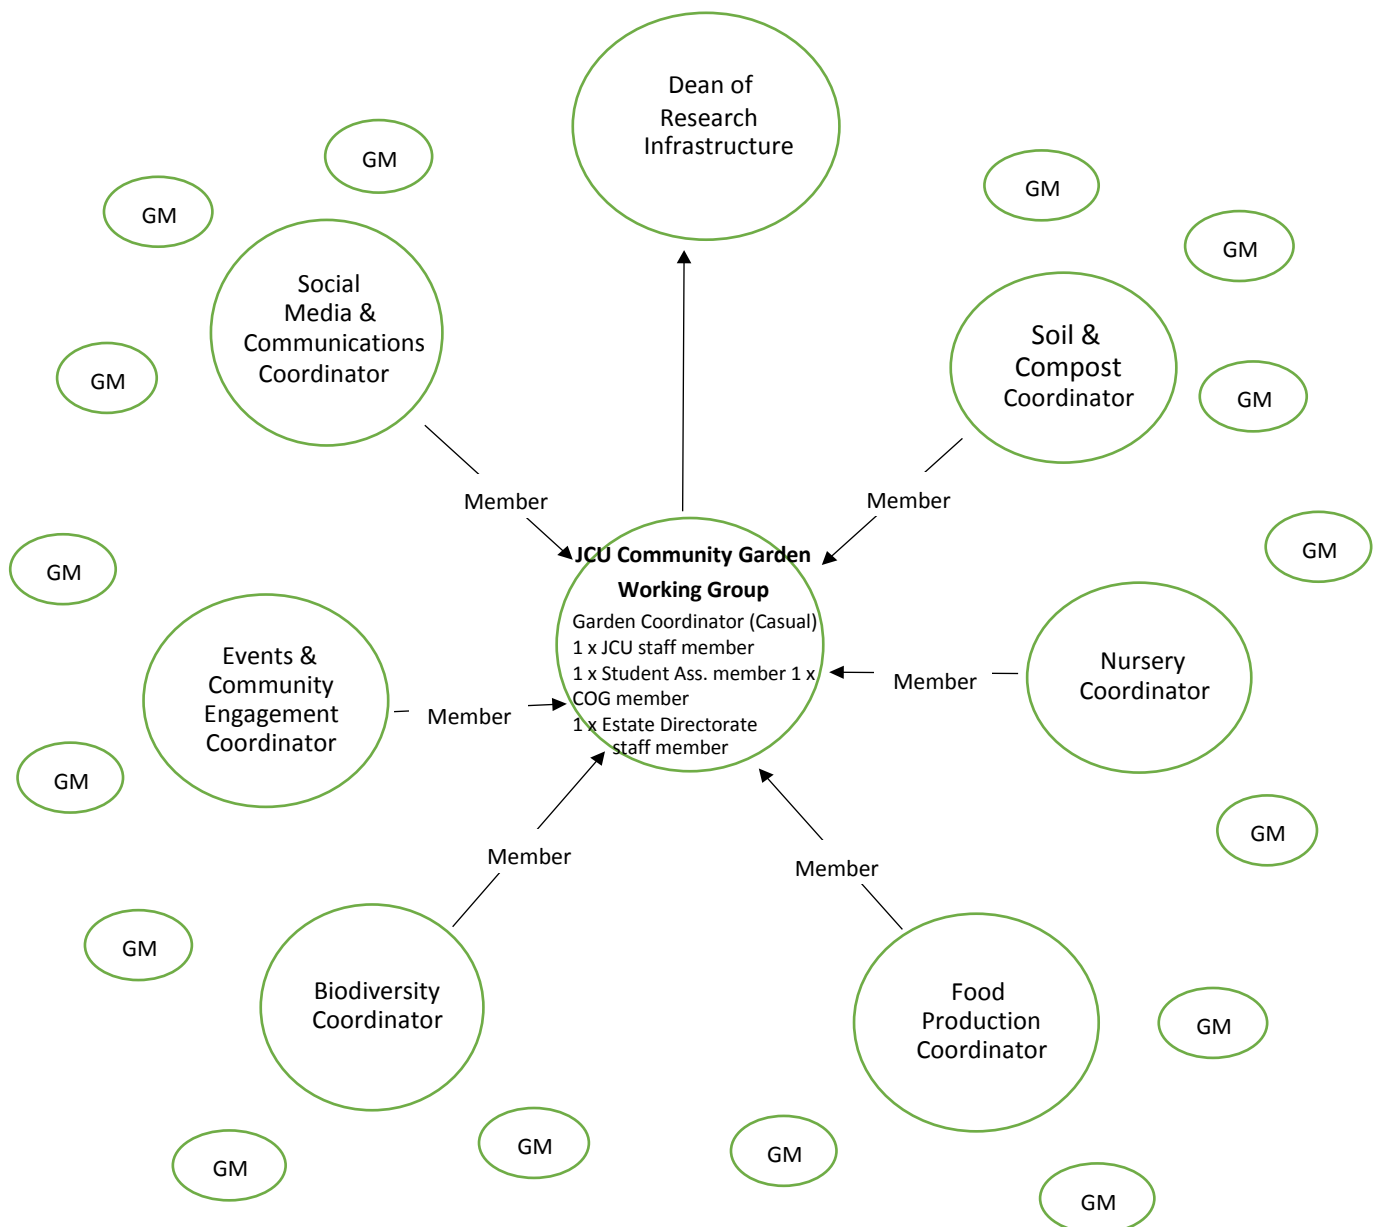 Dean of
Research
Infrastructure
GM
GM
GM
GM
GM
GM
Social
Media &
Communications
Coordinator
Soil &
Compost
Coordinator
Member
Member
GM
GM
JCU Community Garden
Working Group
Garden Coordinator (Casual)
1 x JCU staff member
1 x Student Ass. member 1 x
COG member
1 x Estate Directorate
staff member
Events &
Community
Engagement
Coordinator
Member
Member
Nursery
Coordinator
GM
GM
Member
Member
GM
Biodiversity
Coordinator
Food
Production
Coordinator
GM
GM
GM
GM
GM